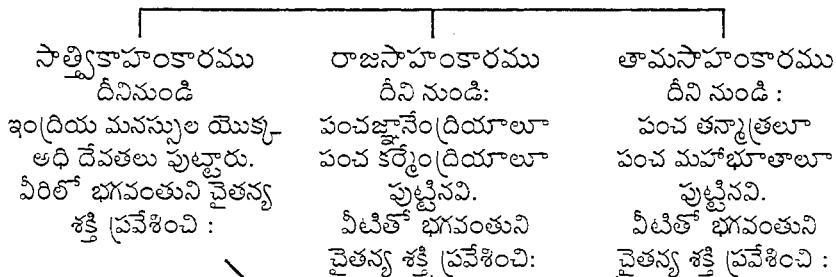 సాత్త్వికాహంకారము
దీనినుండి
ఇంద్రియ మనస్సుల యొక్క
అధి దేవతలు పుట్టారు.
వీరిలో భగవంతుని చైతన్య
శక్తి ప్రవేశించి :
రాజసాహంకారము
దీని నుండి:
పంచజ్ఞానేంద్రియాలూ
పంచ కర్మేంద్రియాలూ
పుట్టినవి.
వీటితో భగవంతుని
చైతన్య శక్తి ప్రవేశించి:
తామసాహంకారము
దీని నుండి :
పంచ తన్మాత్రలూ
పంచ మహాభూతాలూ
పుట్టినవి.
వీటితో భగవంతుని
చైతన్య శక్తి ప్రవేశించి :